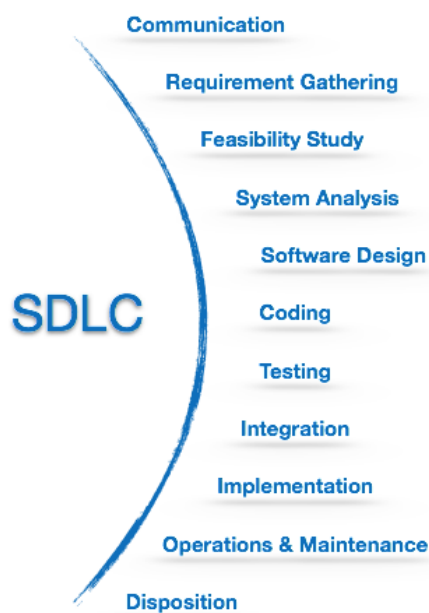 Communication
Requirement Gathering
Feasibility Study
System Analysis
Software Design
SDLC
Coding
Testing
Integration
Implementation
Operations & Maintenance
Disposition